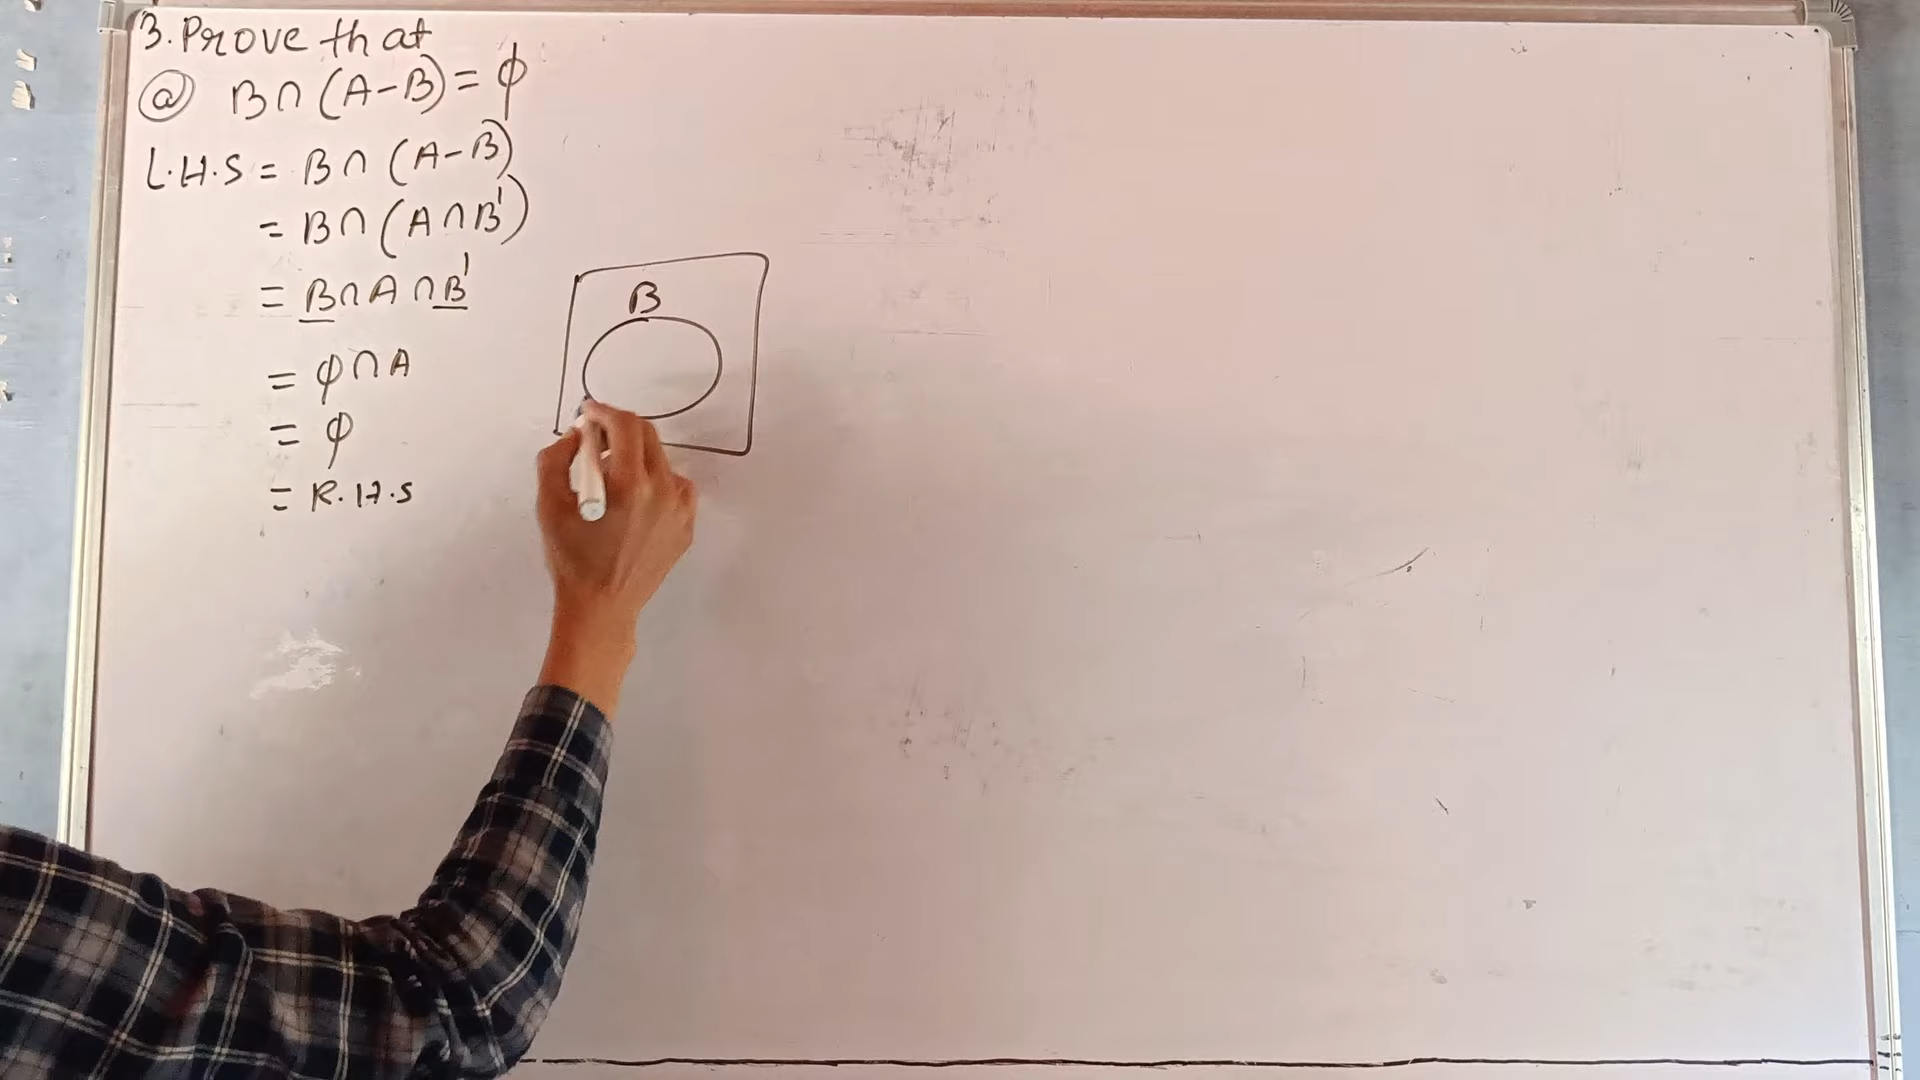 3. Prove that
(a) B∩(A-B)=ϕ
L.H.S = B∩(A-B)
= B∩(A∩B')
= B∩A∩B'
= ϕ∩A
= ϕ
= R.H.S
B